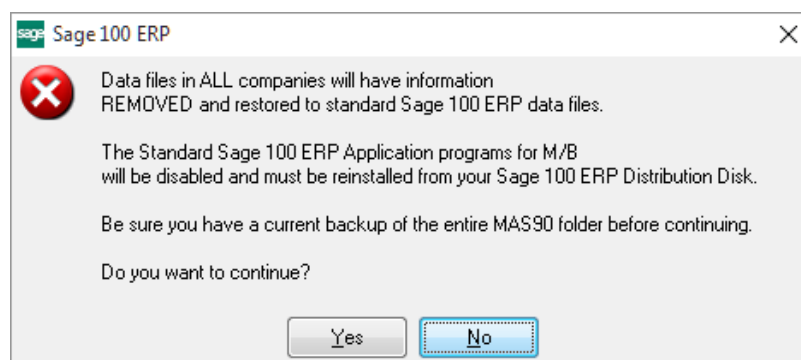 sage Sage 100 ERP
Data files in ALL companies will have information
REMOVED and restored to standard Sage 100 ERP data files.
The Standard Sage 100 ERP Application programs for M/B
will be disabled and must be reinstalled from your Sage 100 ERP Distribution Disk.
Be sure you have a current backup of the entire MAS90 folder before continuing.
Do you want to continue?
Yes No